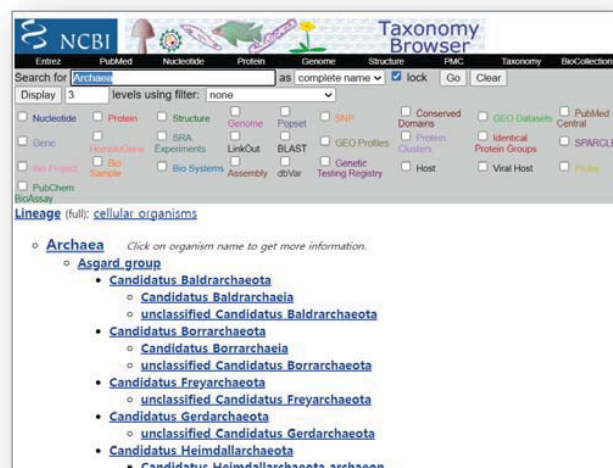 NCBI
Taxonomy
Browser
Entrez PubMed Nucleotide Protein Genome Structure PMC Taxonomy BioCollection
Search for Archaea as complete name lock Go Clear
Display 3 levels using filter: none
Nucleotide Protein Structure Genome Popset SNP Conserved Domains GEO Datasets PubMed Central
Gene HomoloGene SRA Experiments LinkOut BLAST GEO Profiles Protein Clusters Identical Protein Groups SPARCLE
Bio Project Bio Sample Bio Systems Assembly dbVar Genetic Testing Registry Host Viral Host Probe
PubChem BioAssay
Lineage (full): cellular organisms
Archaea Click on organism name to get more information.
Asgard group
Candidatus Baldrarchaeota
Candidatus Baldrarchaeia
unclassified Candidatus Baldrarchaeota
Candidatus Borrarchaeota
Candidatus Borrarchaeia
unclassified Candidatus Borrarchaeota
Candidatus Freyarchaeota
unclassified Candidatus Freyarchaeota
Candidatus Gerdarchaeota
unclassified Candidatus Gerdarchaeota
Candidatus Heimdallarchaeota
Candidatus Heimdallarchaeota archaeon